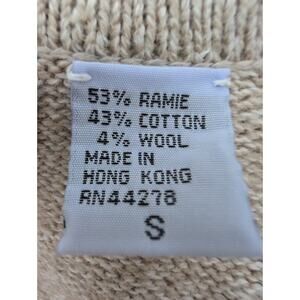 53% RAMIE
43% COTTON
4% WOOL
MADE IN
HONG KONG
RN44278
S